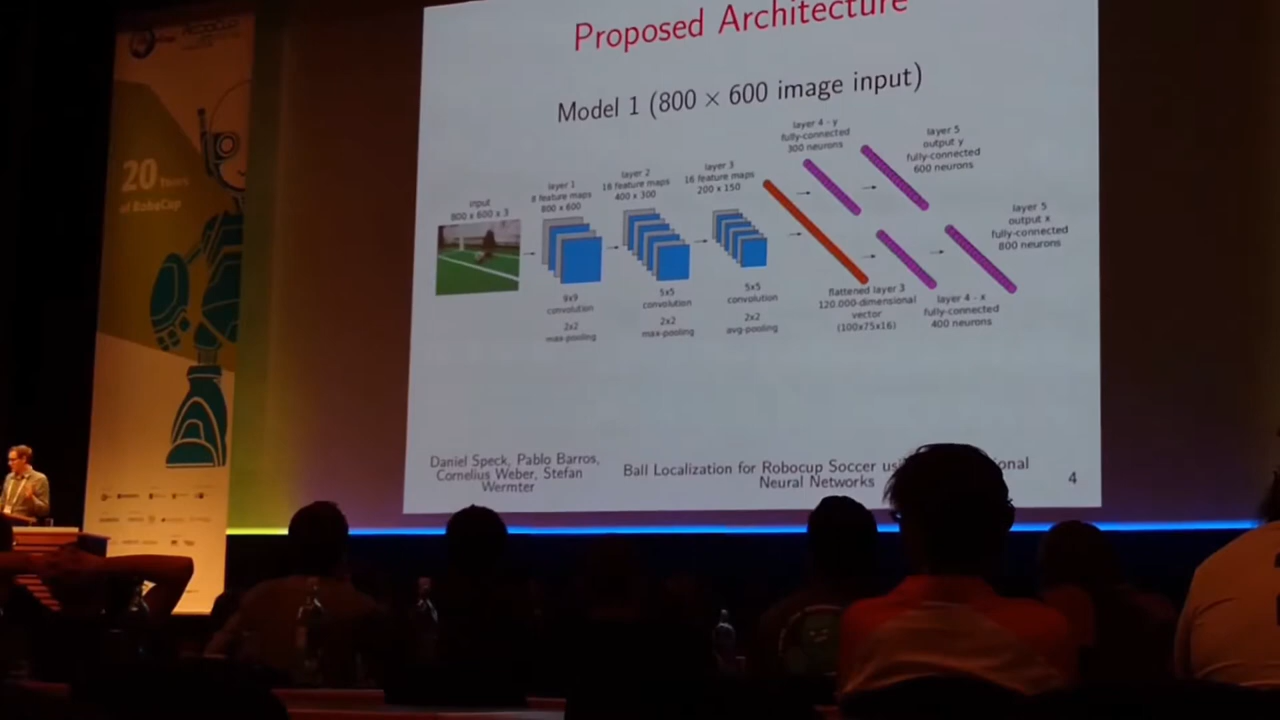 Proposed Architecture
Model 1 (800 × 600 image input)
input
800 x 600 x 3
layer 1
8 feature maps
800 x 600
9x9
convolution
2x2
max-pooling
layer 2
16 feature maps
400 x 300
5x5
convolution
2x2
max-pooling
layer 3
16 feature maps
200 x 150
5x5
convolution
2x2
avg-pooling
flattened layer 3
120.000-dimensional
vector
(100x75x16)
layer 4 - y
fully-connected
300 neurons
layer 5
output y
fully-connected
600 neurons
layer 4 - x
fully-connected
400 neurons
layer 5
output x
fully-connected
800 neurons
Daniel Speck, Pablo Barros,
Cornelius Weber, Stefan
Wermter
Ball Localization for Robocup Soccer
Neural Networks
4
20 Years
of RoboCup